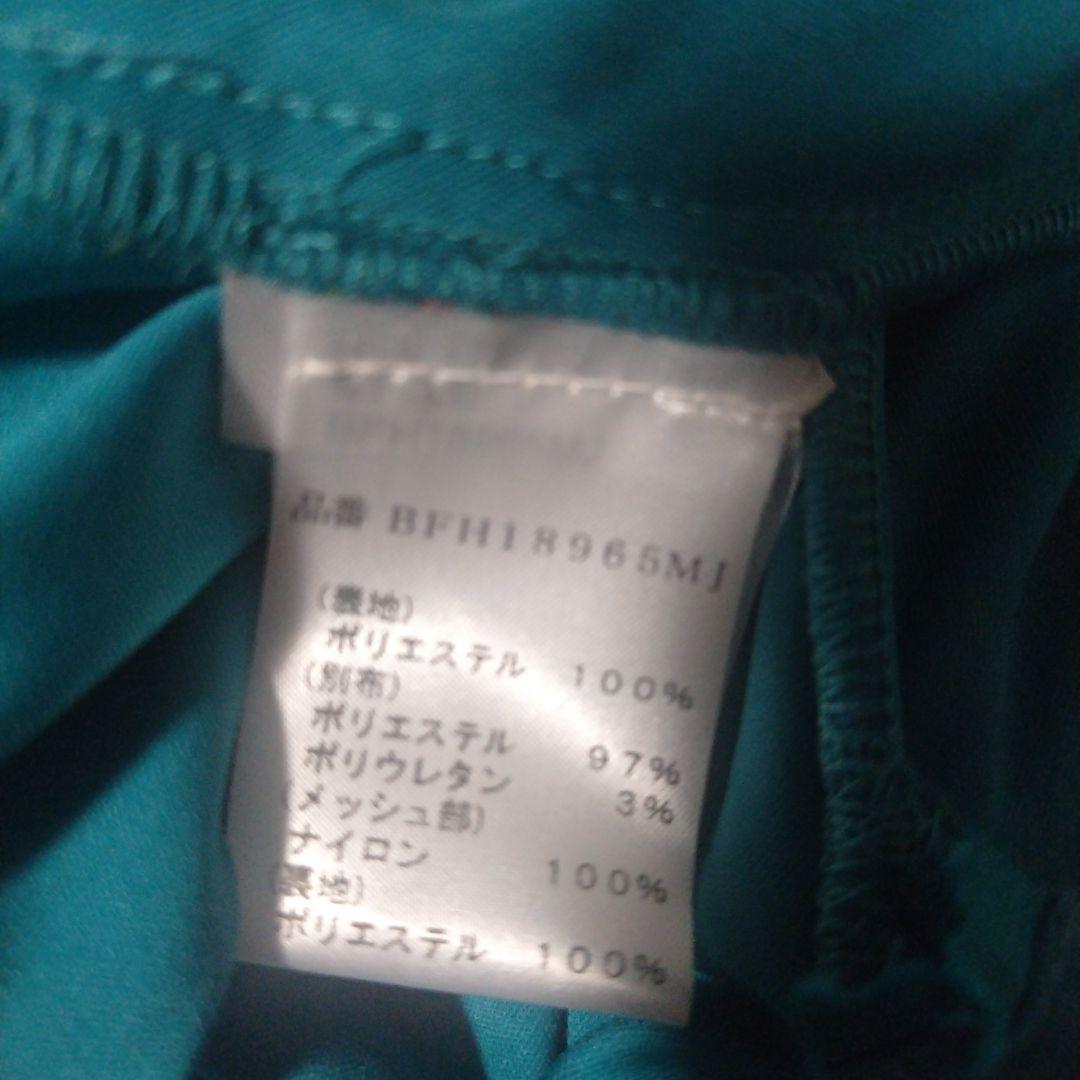 品番 BFH18965MJ
(表地)
ポリエステル 100%
(別布)
ポリエステル 97%
ポリウレタン 3%
(メッシュ部)
ナイロン 100%
(裏地)
ポリエステル 100%